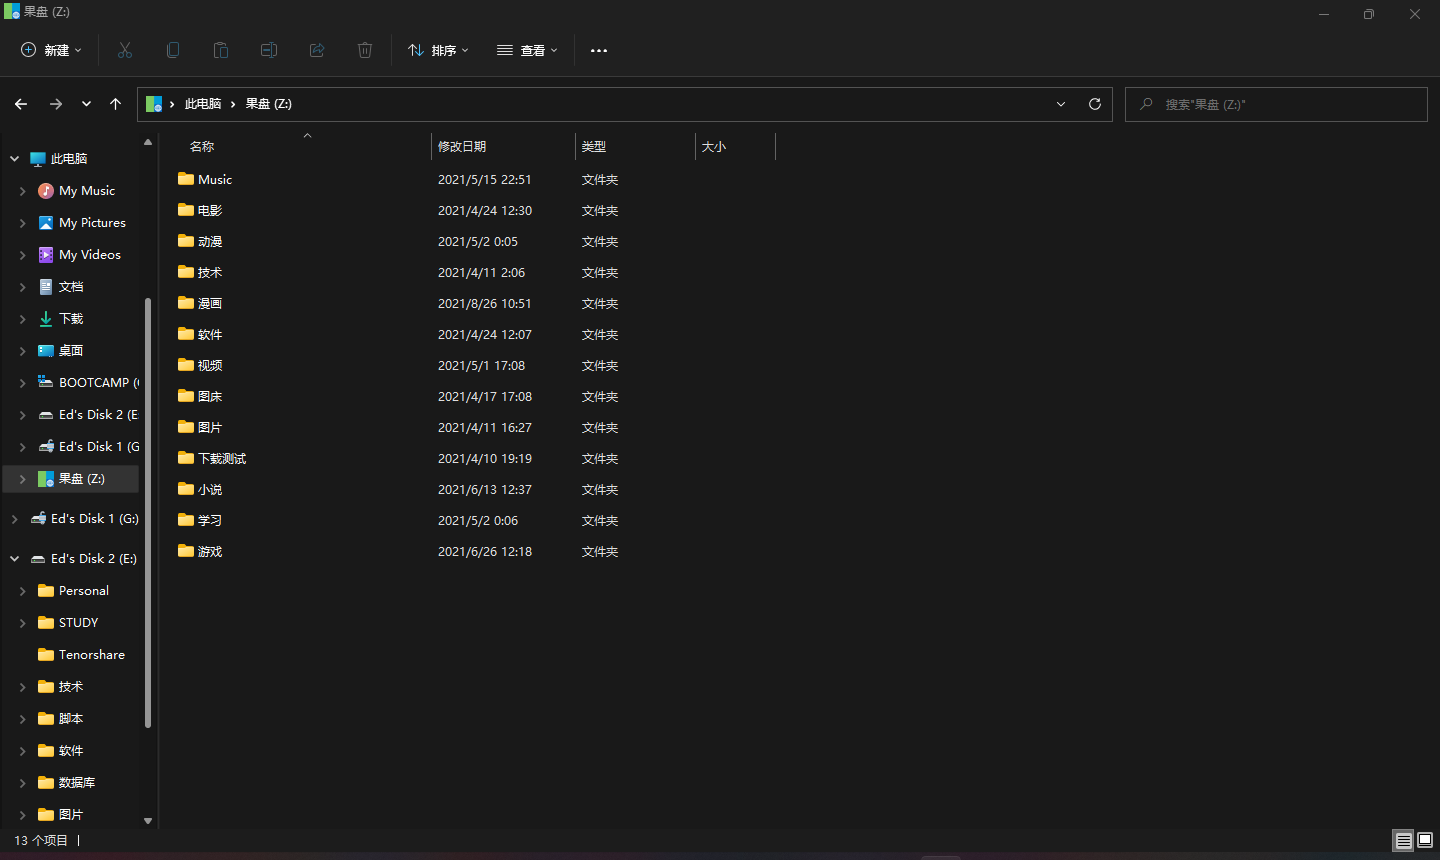 果盘 (Z:)
新建
排序
查看
此电脑
果盘 (Z:)
搜索"果盘 (Z:)"
此电脑
My Music
My Pictures
My Videos
文档
下载
桌面
BOOTCAMP (
Ed's Disk 2 (E
Ed's Disk 1 (G
果盘 (Z:)
Ed's Disk 1 (G:)
Ed's Disk 2 (E:)
Personal
STUDY
Tenorshare
技术
脚本
软件
数据库
图片
名称 修改日期 类型 大小
Music 2021/5/15 22:51 文件夹
电影 2021/4/24 12:30 文件夹
动漫 2021/5/2 0:05 文件夹
技术 2021/4/11 2:06 文件夹
漫画 2021/8/26 10:51 文件夹
软件 2021/4/24 12:07 文件夹
视频 2021/5/1 17:08 文件夹
图床 2021/4/17 17:08 文件夹
图片 2021/4/11 16:27 文件夹
下载测试 2021/4/10 19:19 文件夹
小说 2021/6/13 12:37 文件夹
学习 2021/5/2 0:06 文件夹
游戏 2021/6/26 12:18 文件夹
13 个项目